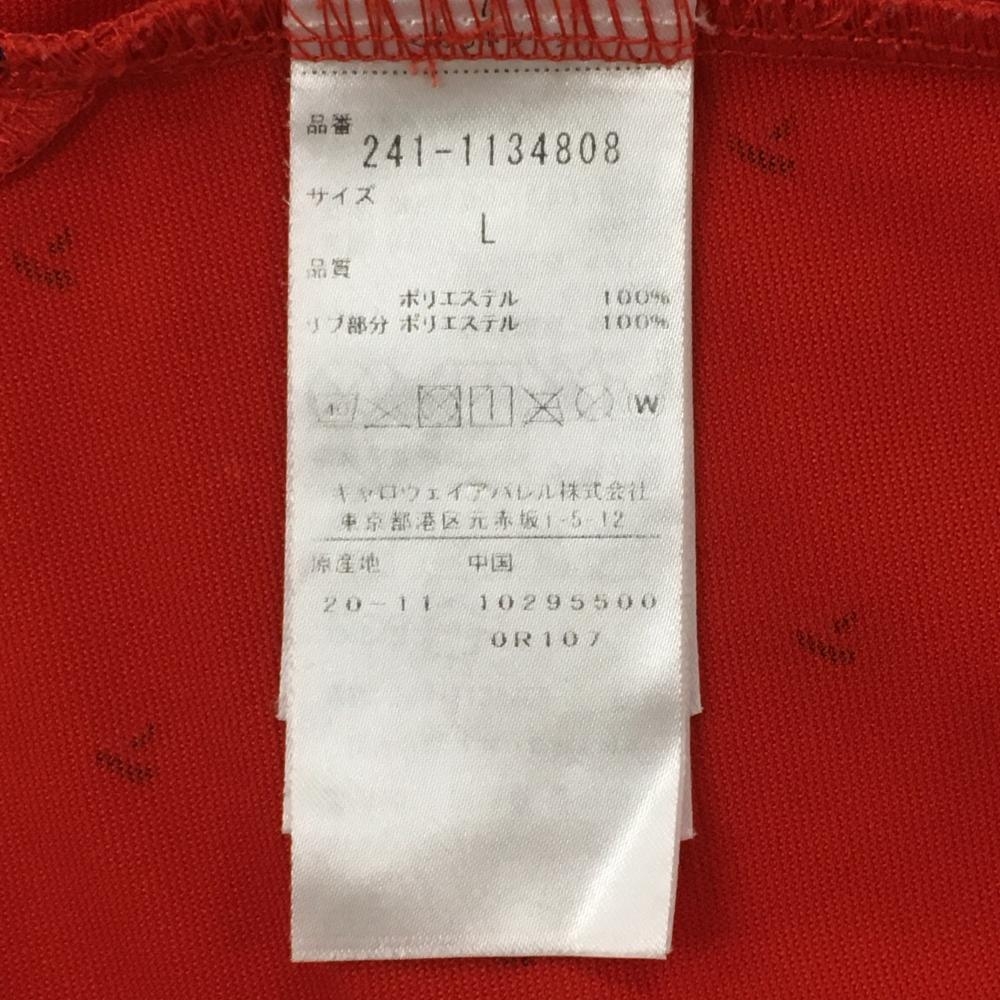 品番
241-1134808
サイズ
L
品質
ポリエステル 100%
リブ部分 ポリエステル 100%
40 W
キャロウェイアパレル株式会社
東京都港区元赤坂1-5-12
原産地 中国
20-11 10295500
0R107